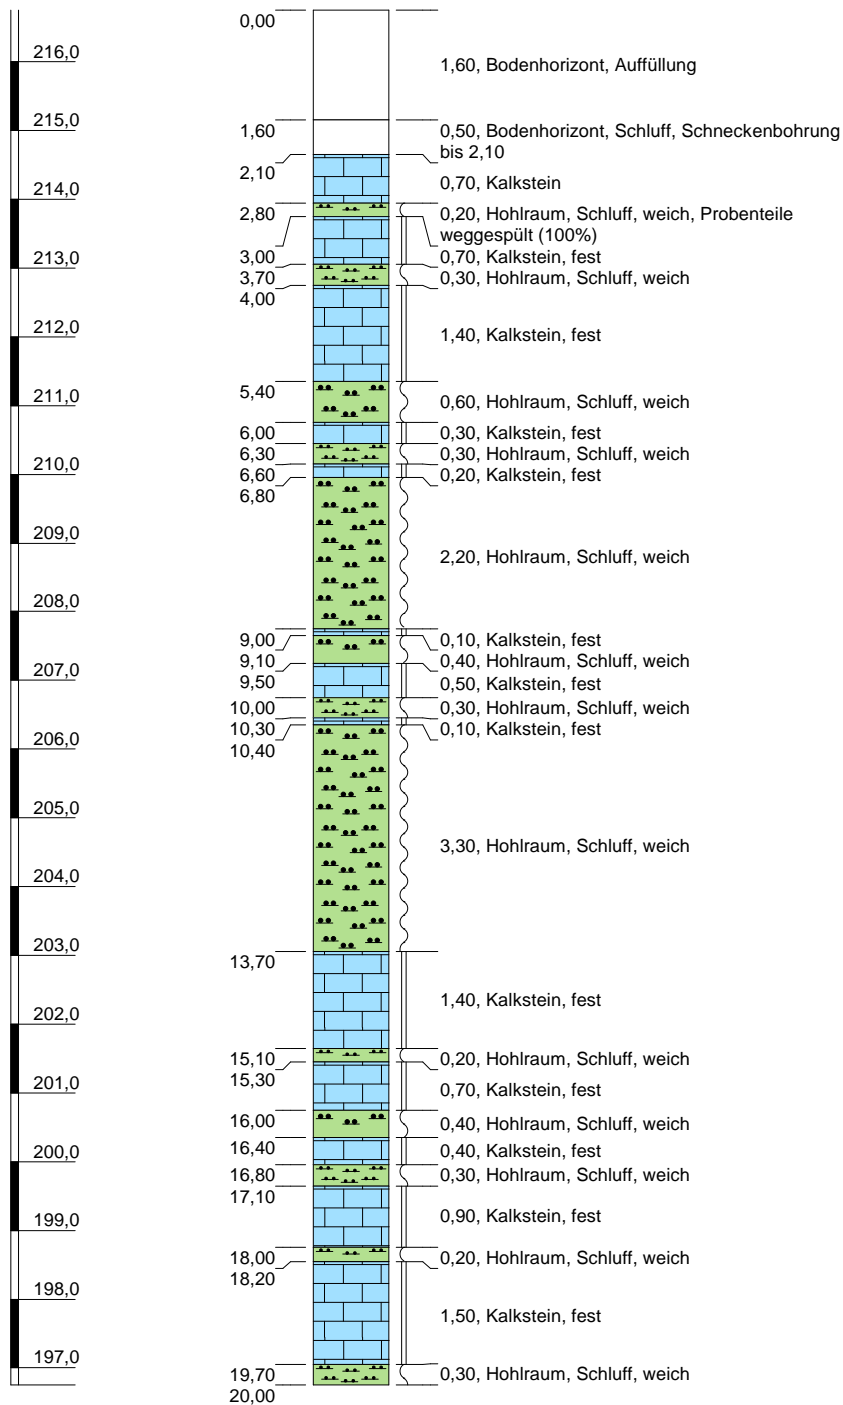 0,00
216,0
1,60, Bodenhorizont, Auffüllung
215,0
1,60
0,50, Bodenhorizont, Schluff, Schneckenbohrung
bis 2,10
2,10
0,70, Kalkstein
214,0
2,80
0,20, Hohlraum, Schluff, weich, Probenteile
weggespült (100%)
213,0
3,00
0,70, Kalkstein, fest
3,70
0,30, Hohlraum, Schluff, weich
4,00
212,0
1,40, Kalkstein, fest
5,40
211,0
0,60, Hohlraum, Schluff, weich
6,00
0,30, Kalkstein, fest
6,30
0,30, Hohlraum, Schluff, weich
210,0
6,60
0,20, Kalkstein, fest
6,80
209,0
2,20, Hohlraum, Schluff, weich
208,0
9,00
0,10, Kalkstein, fest
9,10
0,40, Hohlraum, Schluff, weich
207,0
9,50
0,50, Kalkstein, fest
10,00
0,30, Hohlraum, Schluff, weich
10,30
0,10, Kalkstein, fest
206,0
10,40
205,0
3,30, Hohlraum, Schluff, weich
204,0
203,0
13,70
1,40, Kalkstein, fest
202,0
15,10
0,20, Hohlraum, Schluff, weich
15,30
201,0
0,70, Kalkstein, fest
16,00
0,40, Hohlraum, Schluff, weich
16,40
0,40, Kalkstein, fest
200,0
16,80
0,30, Hohlraum, Schluff, weich
17,10
199,0
0,90, Kalkstein, fest
18,00
0,20, Hohlraum, Schluff, weich
18,20
198,0
1,50, Kalkstein, fest
197,0
19,70
0,30, Hohlraum, Schluff, weich
20,00